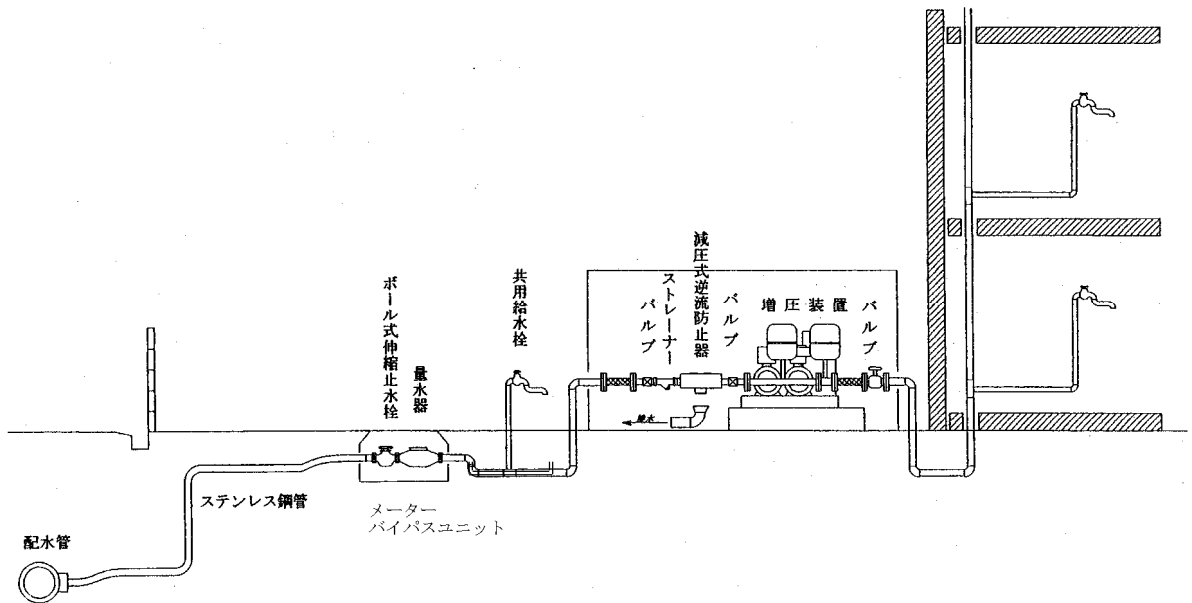 ボール式伸縮止水栓
量水器
共用給水栓
バルブ
ストレーナー
減圧式逆流防止器
バルブ
増圧装置
バルブ
排水
ステンレス鋼管
メーター
バイパスユニット
配水管